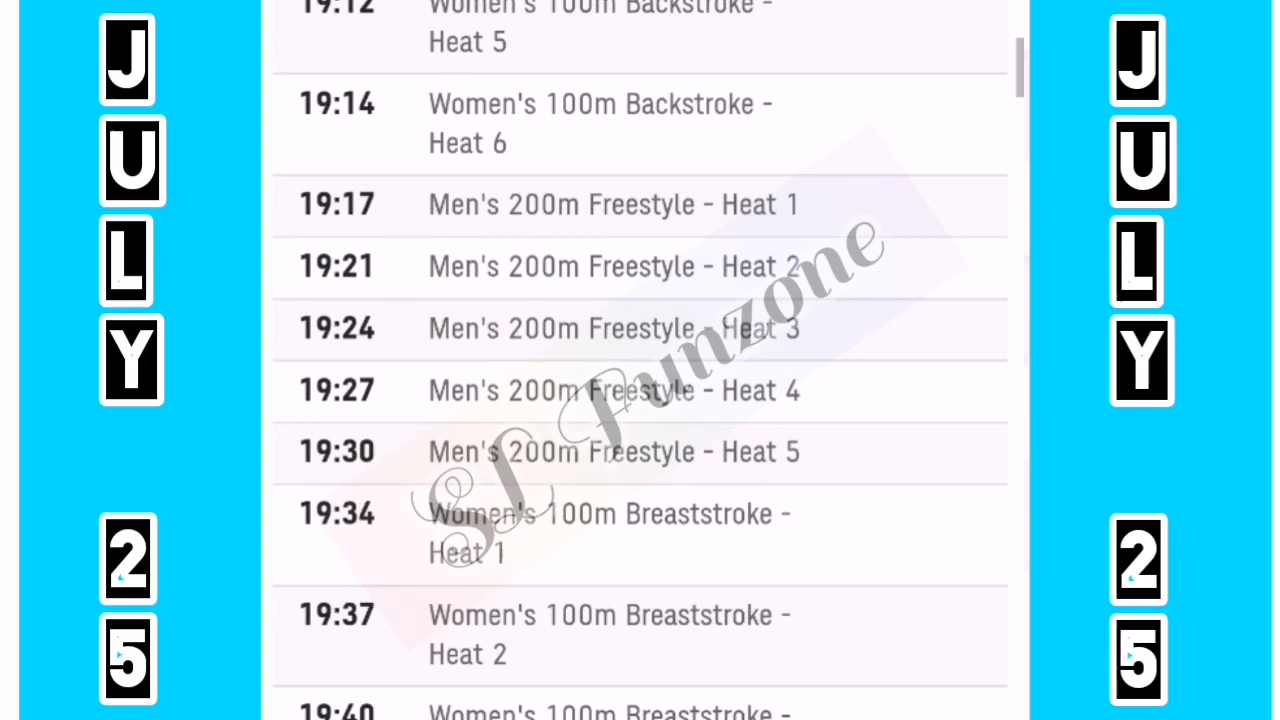 J
U
L
Y
2
5
19:12 Women's 100m Backstroke -
Heat 5
19:14 Women's 100m Backstroke -
Heat 6
19:17 Men's 200m Freestyle - Heat 1
19:21 Men's 200m Freestyle - Heat 2
19:24 Men's 200m Freestyle - Heat 3
19:27 Men's 200m Freestyle - Heat 4
19:30 Men's 200m Freestyle - Heat 5
19:34 Women's 100m Breaststroke -
Heat 1
19:37 Women's 100m Breaststroke -
Heat 2
19:40 Women's 100m Breaststroke -
SL Funzone
J
U
L
Y
2
5